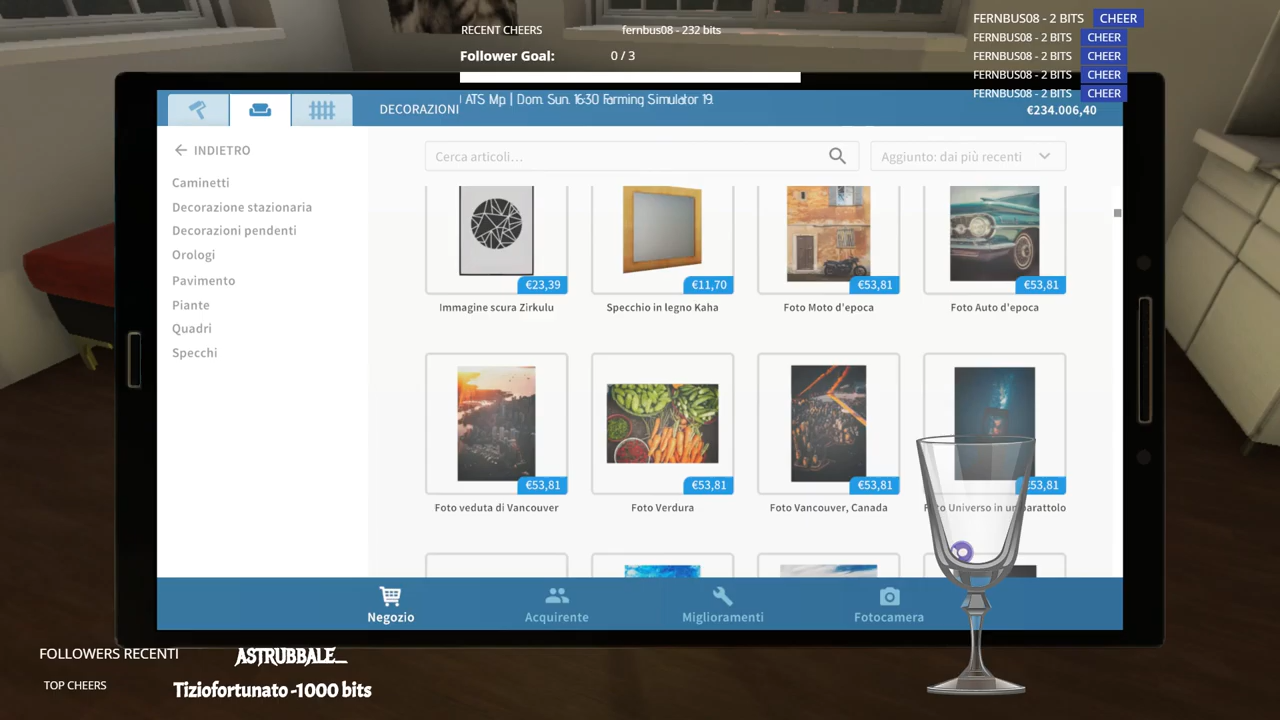 RECENT CHEERS fernbus08 - 232 bits
Follower Goal: 0 / 3
ATS Mp | Dom. Sun. 16:30 Farming Simulator 19.
FERNBUS08 - 2 BITS CHEER
FERNBUS08 - 2 BITS CHEER
FERNBUS08 - 2 BITS CHEER
FERNBUS08 - 2 BITS CHEER
FERNBUS08 - 2 BITS CHEER
DECORAZIONI
€234.006,40
INDIETRO
Caminetti
Decorazione stazionaria
Decorazioni pendenti
Orologi
Pavimento
Piante
Quadri
Specchi
Cerca articoli...
Aggiunto: dai più recenti
€23,39
€11,70
€53,81
€53,81
Immagine scura Zirkulu
Specchio in legno Kaha
Foto Moto d'epoca
Foto Auto d'epoca
€53,81
€53,81
€53,81
€53,81
Foto veduta di Vancouver
Foto Verdura
Foto Vancouver, Canada
Foto Universo in un barattolo
Negozio
Acquirente
Miglioramenti
Fotocamera
FOLLOWERS RECENTI ASTRUBBALE__
TOP CHEERS Tiziofortunato -1000 bits